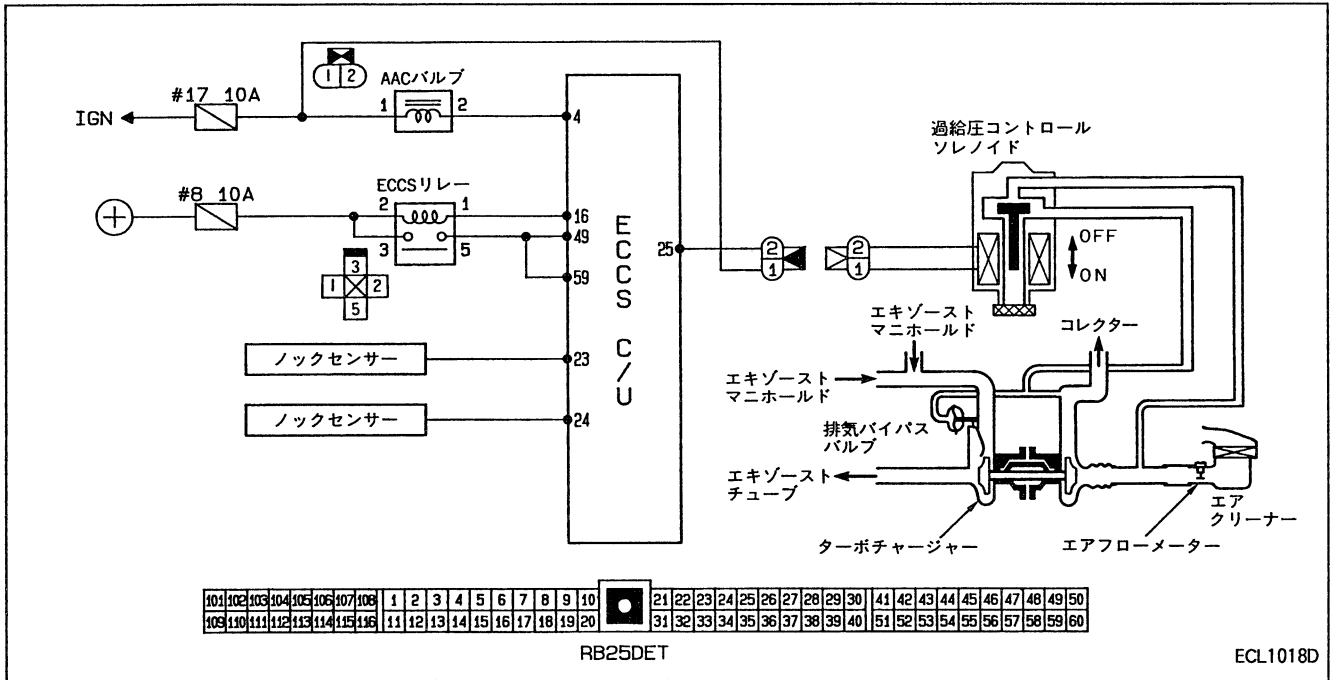 1 2
AACバルブ
#17 10A
1 2
IGN
4
過給圧コントロール
ソレノイド
ECCSリレー
#8 10A
2 1
16
3 5
49
ECCS C/U
25
2
1
2
1
OFF
ON
3
1 2
5
59
エキゾースト
マニホールド
コレクター
ノックセンサー
23
エキゾースト
マニホールド
ノックセンサー
24
排気バイパス
バルブ
エキゾースト
チューブ
エア
クリーナー
ターボチャージャー
エアフローメーター
101 102 103 104 105 106 107 108 1 2 3 4 5 6 7 8 9 10 21 22 23 24 25 26 27 28 29 30 41 42 43 44 45 46 47 48 49 50
109 110 111 112 113 114 115 116 11 12 13 14 15 16 17 18 19 20 31 32 33 34 35 36 37 38 39 40 51 52 53 54 55 56 57 58 59 60
RB25DET
ECL1018D